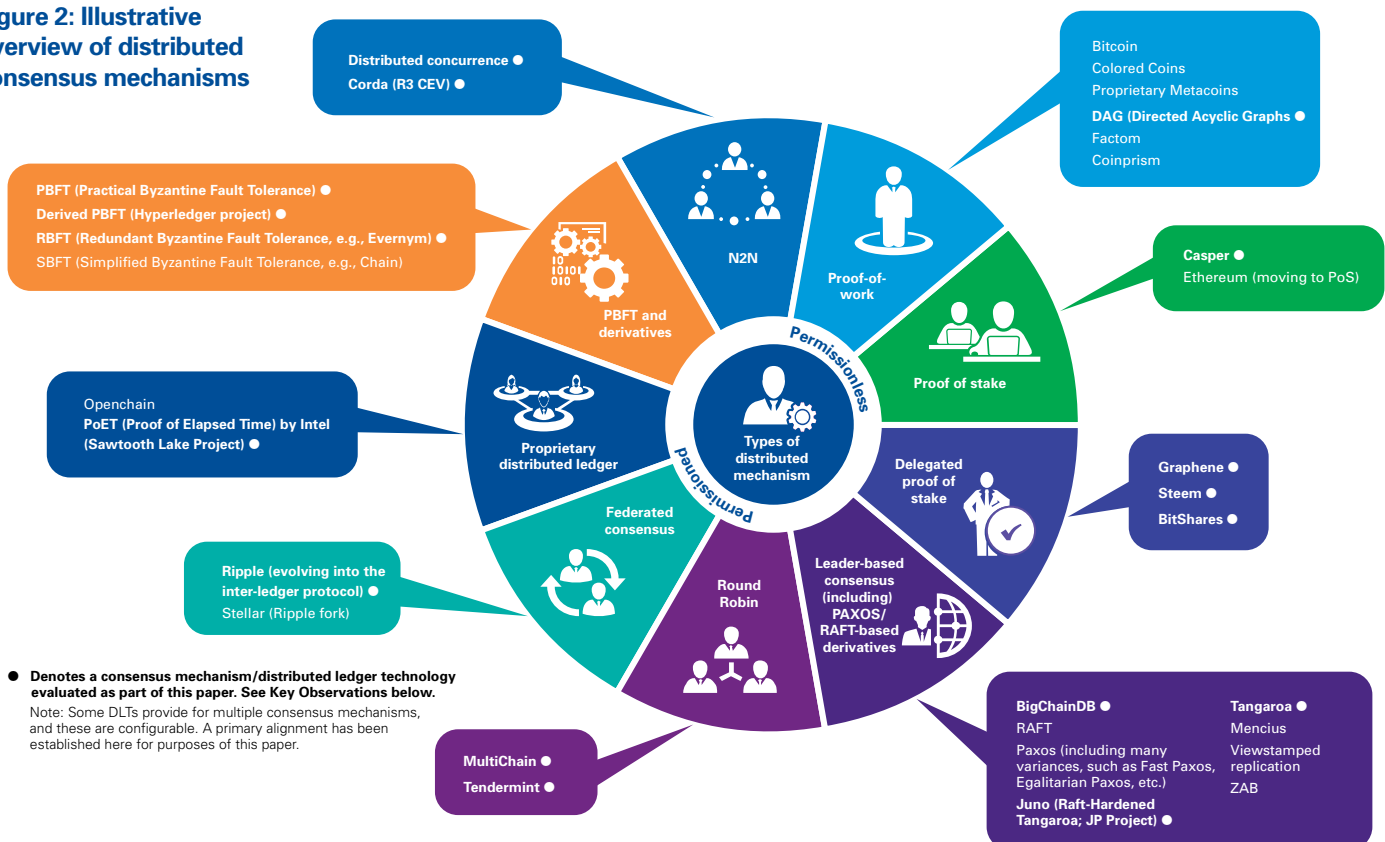 igure 2: Illustrative
verview of distributed
onsensus mechanisms
Distributed concurrence ●
Corda (R3 CEV) ●
Bitcoin
Colored Coins
Proprietary Metacoins
DAG (Directed Acyclic Graphs ●
Factom
Coinprism
PBFT (Practical Byzantine Fault Tolerance) ●
Derived PBFT (Hyperledger project) ●
RBFT (Redundant Byzantine Fault Tolerance, e.g., Evernym) ●
SBFT (Simplified Byzantine Fault Tolerance, e.g., Chain)
Casper ●
Ethereum (moving to PoS)
Openchain
PoET (Proof of Elapsed Time) by Intel
(Sawtooth Lake Project) ●
Graphene ●
Steem ●
BitShares ●
Ripple (evolving into the
inter-ledger protocol) ●
Stellar (Ripple fork)
MultiChain ●
Tendermint ●
BigChainDB ●
RAFT
Paxos (including many
variances, such as Fast Paxos,
Egalitarian Paxos, etc.)
Juno (Raft-Hardened
Tangaroa; JP Project) ●
Tangaroa ●
Mencius
Viewstamped
replication
ZAB
N2N
Proof-of-
work
Proof of stake
Delegated
proof of
stake
Leader-based
consensus
(including)
PAXOS/
RAFT-based
derivatives
Round
Robin
Federated
consensus
Proprietary
distributed ledger
10
10101
010
PBFT and
derivatives
Permissionless
Permissioned
Types of
distributed
mechanism
● Denotes a consensus mechanism/distributed ledger technology
evaluated as part of this paper. See Key Observations below.
Note: Some DLTs provide for multiple consensus mechanisms,
and these are configurable. A primary alignment has been
established here for purposes of this paper.